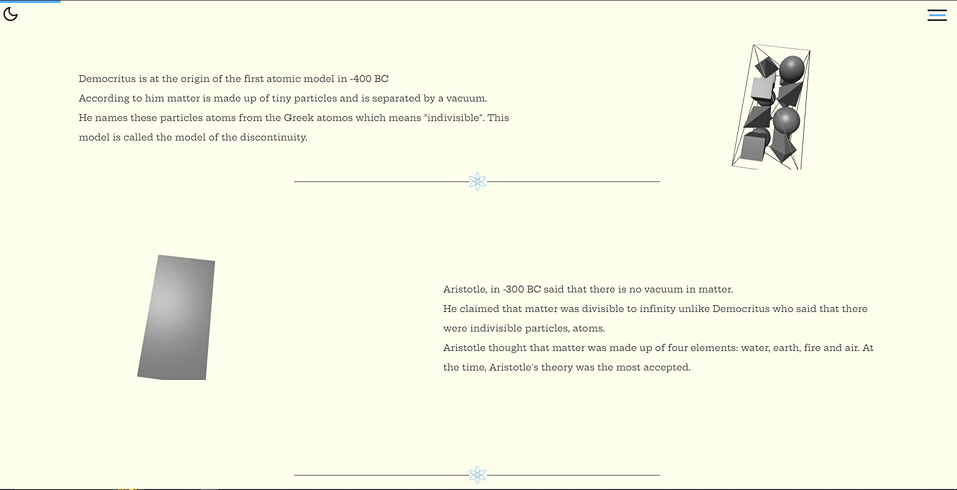 Democritus is at the origin of the first atomic model in -400 BC
According to him matter is made up of tiny particles and is separated by a vacuum.
He names these particles atoms from the Greek atomos which means "indivisible". This
model is called the model of the discontinuity.
Aristotle, in -300 BC said that there is no vacuum in matter.
He claimed that matter was divisible to infinity unlike Democritus who said that there
were indivisible particles, atoms.
Aristotle thought that matter was made up of four elements: water, earth, fire and air. At
the time, Aristotle's theory was the most accepted.